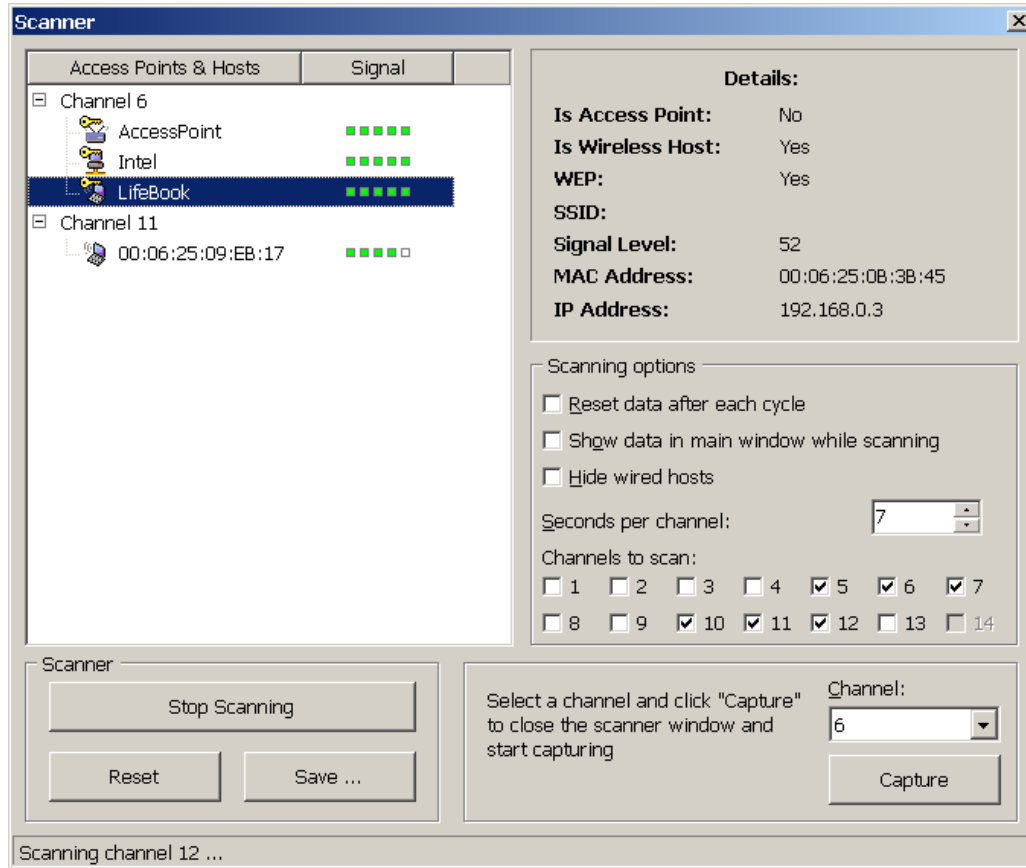 Scanner
Access Points & Hosts Signal
Channel 6
AccessPoint
Intel
LifeBook
Channel 11
00:06:25:09:EB:17
Details:
Is Access Point: No
Is Wireless Host: Yes
WEP: Yes
SSID:
Signal Level: 52
MAC Address: 00:06:25:0B:3B:45
IP Address: 192.168.0.3
Scanning options
Reset data after each cycle
Show data in main window while scanning
Hide wired hosts
Seconds per channel: 7
Channels to scan:
1 2 3 4 5 6 7
8 9 10 11 12 13 14
Scanner
Stop Scanning
Reset Save ...
Select a channel and click "Capture"
to close the scanner window and
start capturing
Channel:
6
Capture
Scanning channel 12 ...